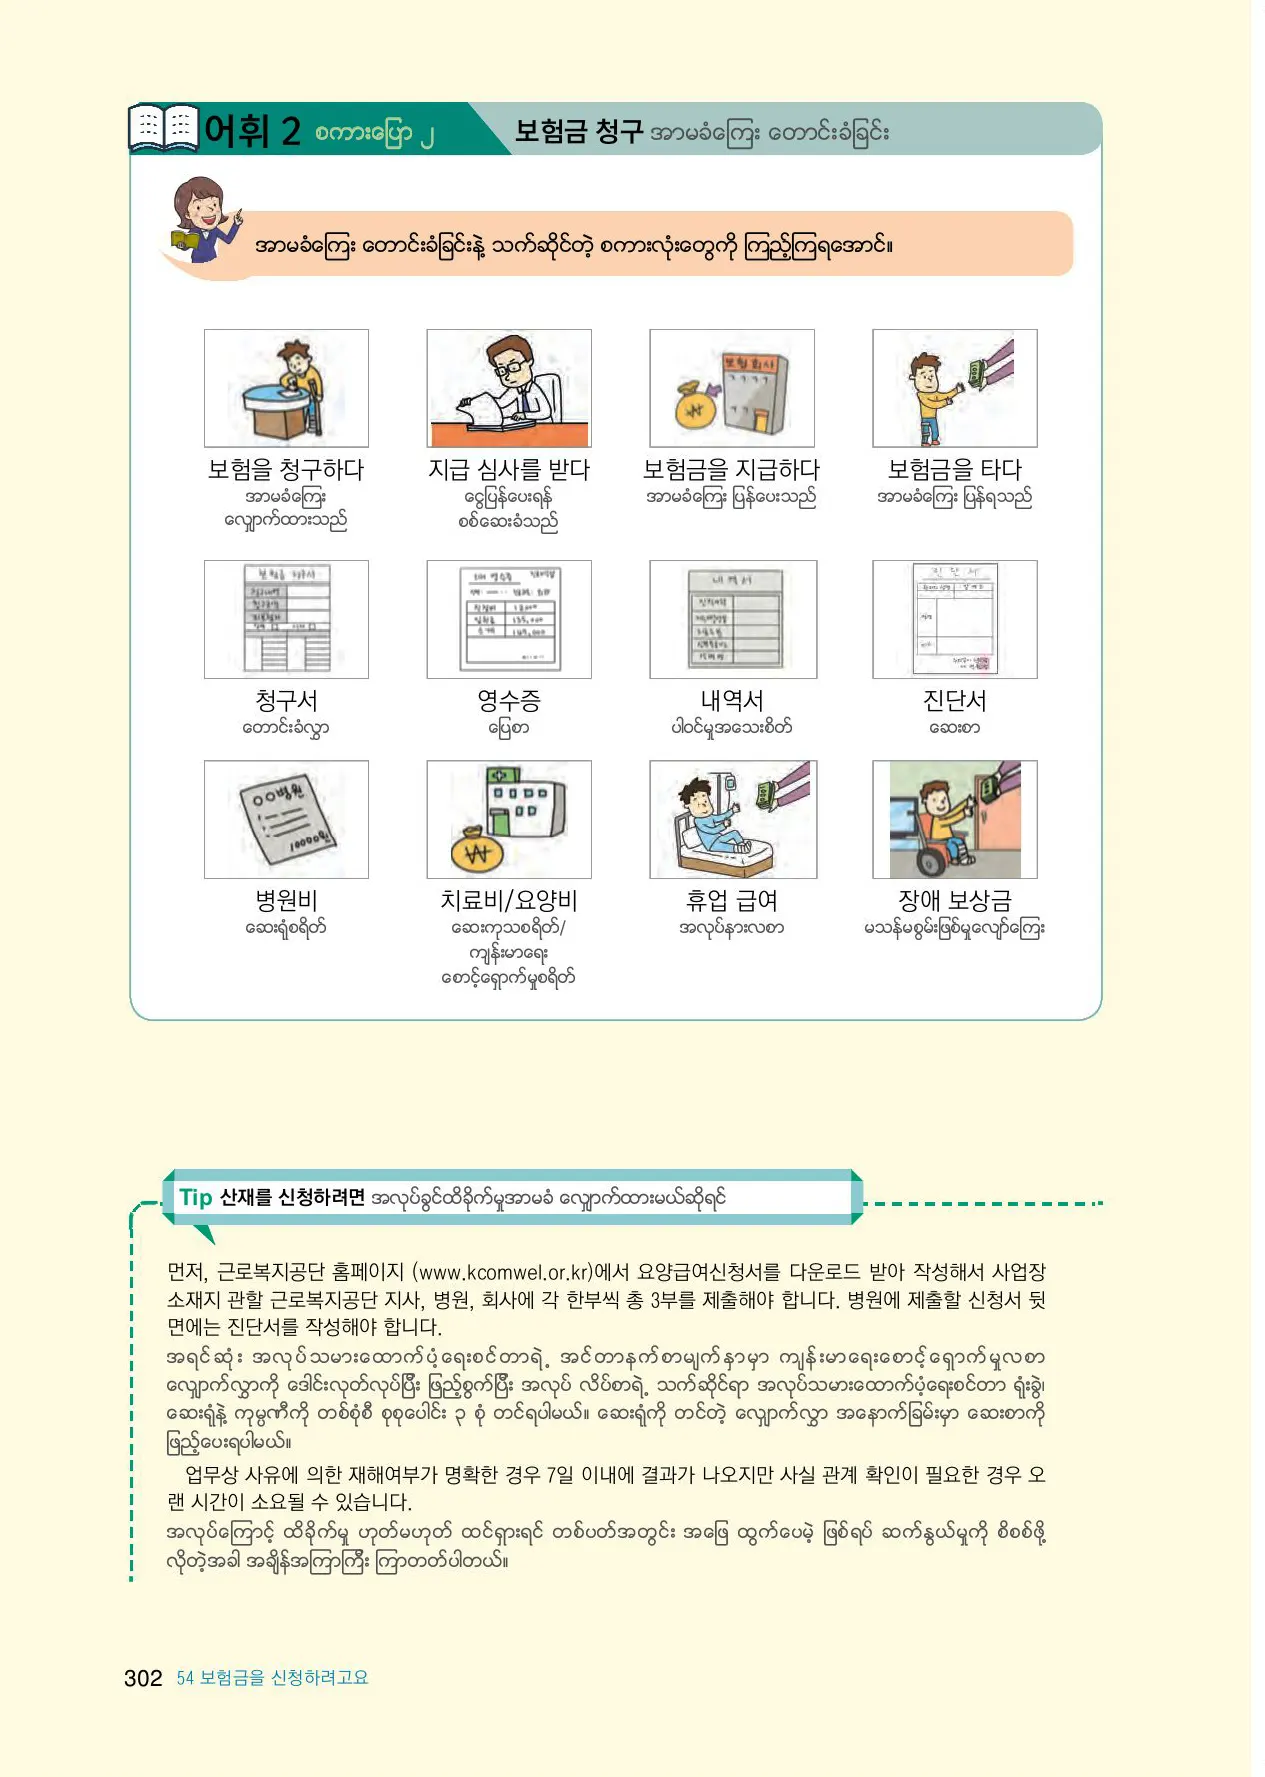 어휘 2 စကားပြော ၂
보험금 청구 အာမခံကြေး တောင်းခံခြင်း
အာမခံကြေး တောင်းခံခြင်းနဲ့ သက်ဆိုင်တဲ့ စကားလုံးတွေကို ကြည့်ကြရအောင်။
보험회사
보험을 청구하다
အာမခံကြေး
လျှောက်ထားသည်
지급 심사를 받다
ငွေပြန်ပေးရန်
စစ်ဆေးခံသည်
보험금을 지급하다
အာမခံကြေး ပြန်ပေးသည်
보험금을 타다
အာမခံကြေး ပြန်ရသည်
보험금 청구서
영수증
내역서
진단서
청구서
တောင်းခံလွှာ
영수증
ပြေစာ
내역서
ပါဝင်မှုအသေးစိတ်
진단서
ဆေးစာ
○○병원
10000원
병원비
ဆေးရုံစရိတ်
치료비/요양비
ဆေးကုသစရိတ်/
ကျန်းမာရေး
စောင့်ရှောက်မှုစရိတ်
휴업 급여
အလုပ်နားလစာ
장애 보상금
မသန်မစွမ်းဖြစ်မှုလျော်ကြေး
Tip 산재를 신청하려면 အလုပ်ခွင်ထိခိုက်မှုအာမခံ လျှောက်ထားမယ်ဆိုရင်
먼저, 근로복지공단 홈페이지 (www.kcomwel.or.kr)에서 요양급여신청서를 다운로드 받아 작성해서 사업장
소재지 관할 근로복지공단 지사, 병원, 회사에 각 한부씩 총 3부를 제출해야 합니다. 병원에 제출할 신청서 뒷
면에는 진단서를 작성해야 합니다.
အရင်ဆုံး အလုပ်သမားထောက်ပံ့ရေးစင်တာရဲ့ အင်တာနက်စာမျက်နှာမှာ ကျန်းမာရေးစောင့်ရှောက်မှုလစာ
လျှောက်လွှာကို ဒေါင်းလုတ်လုပ်ပြီး ဖြည့်စွက်ပြီး အလုပ် လိပ်စာရဲ့ သက်ဆိုင်ရာ အလုပ်သမားထောက်ပံ့ရေးစင်တာ ရုံးခွဲ၊
ဆေးရုံနဲ့ ကုမ္ပဏီကို တစ်စုံစီ စုစုပေါင်း ၃ စုံ တင်ရပါမယ်။ ဆေးရုံကို တင်တဲ့ လျှောက်လွှာ အနောက်ခြမ်းမှာ ဆေးစာကို
ဖြည့်ပေးရပါမယ်။
업무상 사유에 의한 재해여부가 명확한 경우 7일 이내에 결과가 나오지만 사실 관계 확인이 필요한 경우 오
랜 시간이 소요될 수 있습니다.
အလုပ်ကြောင့် ထိခိုက်မှု ဟုတ်မဟုတ် ထင်ရှားရင် တစ်ပတ်အတွင်း အဖြေ ထွက်ပေမဲ့ ဖြစ်ရပ် ဆက်နွယ်မှုကို စိစစ်ဖို့
လိုတဲ့အခါ အချိန်အကြာကြီး ကြာတတ်ပါတယ်။
302 54 보험금을 신청하려고요